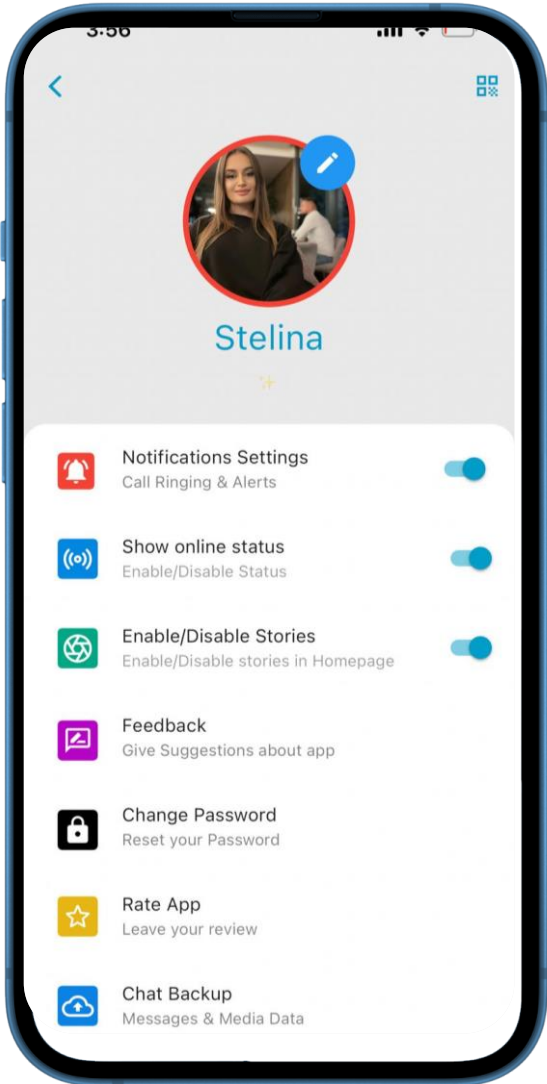 3:56
Stelina
Notifications Settings
Call Ringing & Alerts
Show online status
Enable/Disable Status
Enable/Disable Stories
Enable/Disable stories in Homepage
Feedback
Give Suggestions about app
Change Password
Reset your Password
Rate App
Leave your review
Chat Backup
Messages & Media Data